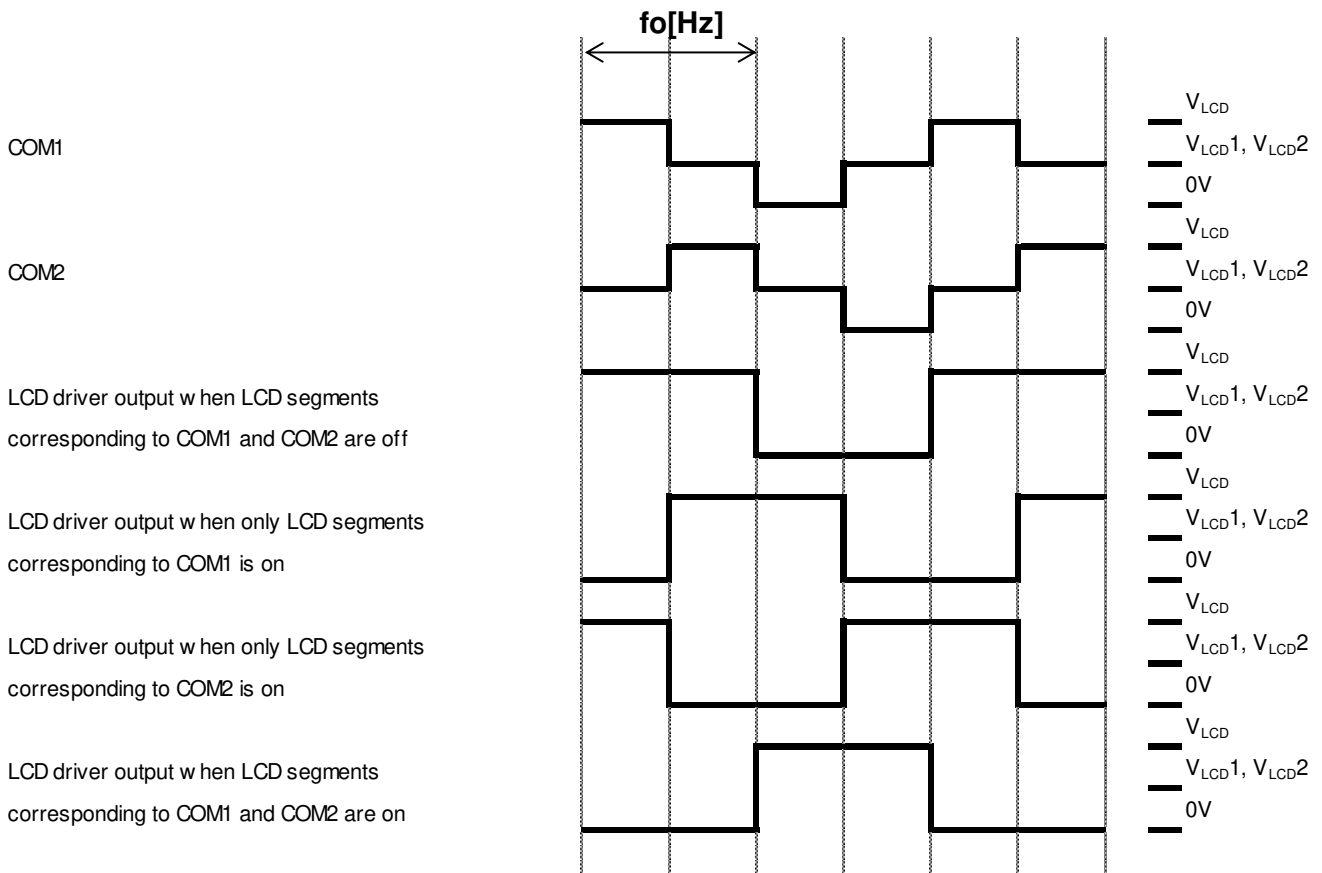 fo[Hz]
COM1
VLCD
VLCD1, VLCD2
0V
COM2
VLCD
VLCD1, VLCD2
0V
LCD driver output w hen LCD segments
corresponding to COM1 and COM2 are off
VLCD
VLCD1, VLCD2
0V
LCD driver output w hen only LCD segments
corresponding to COM1 is on
VLCD
VLCD1, VLCD2
0V
LCD driver output w hen only LCD segments
corresponding to COM2 is on
VLCD
VLCD1, VLCD2
0V
LCD driver output w hen LCD segments
corresponding to COM1 and COM2 are on
VLCD
VLCD1, VLCD2
0V